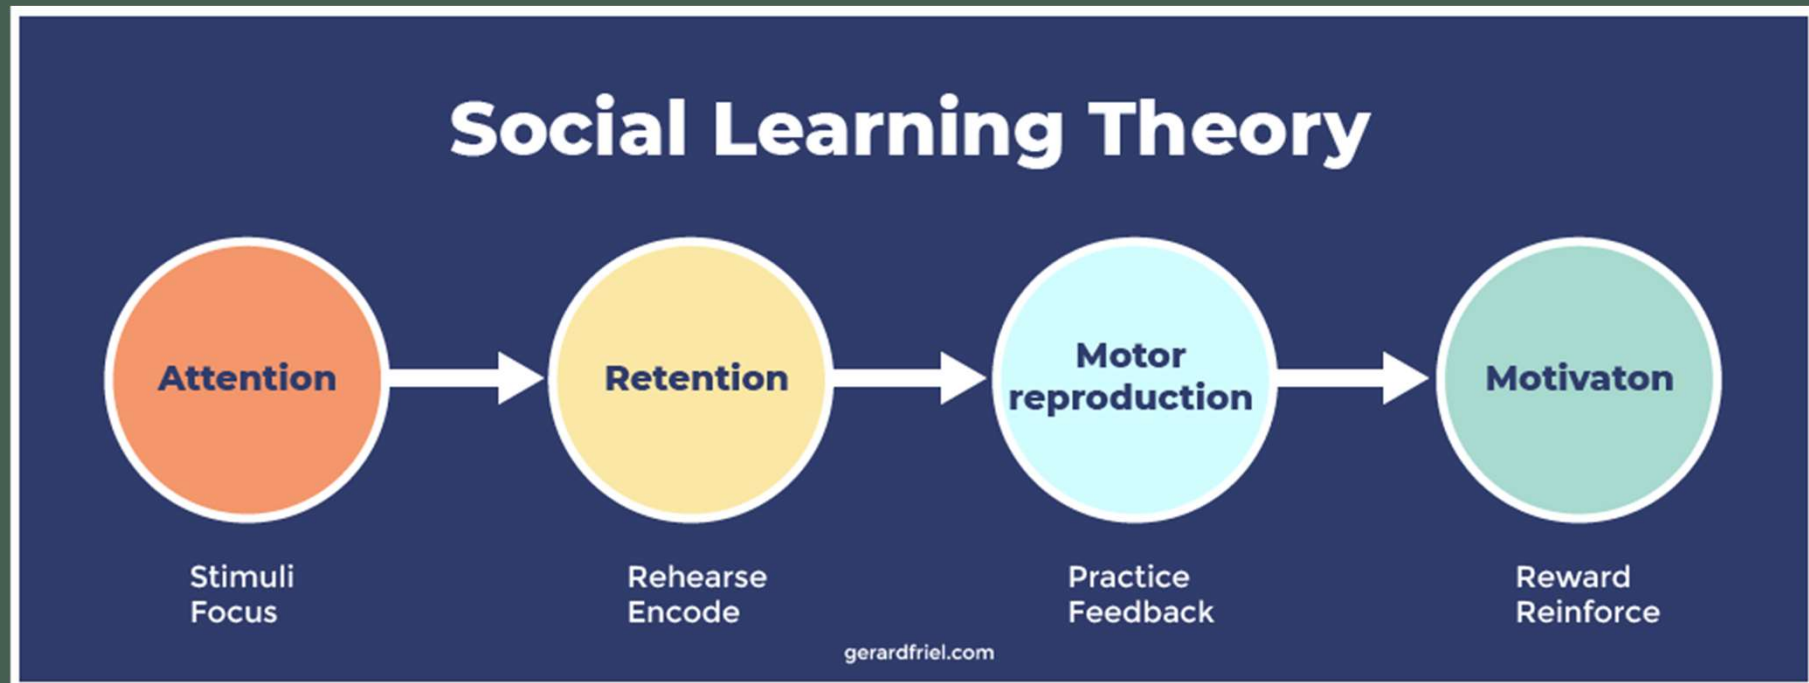 Social Learning Theory
Attention
Retention
Motor
reproduction
Motivaton
Stimuli
Focus
Rehearse
Encode
Practice
Feedback
Reward
Reinforce
gerardfriel.com